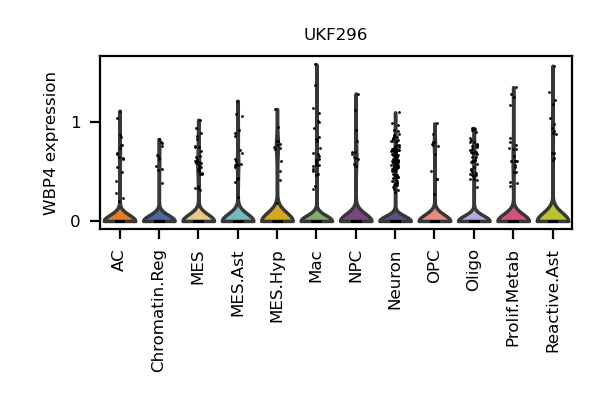 UKF296
WBP4 expression
1
0
AC
Chromatin.Reg
MES
MES.Ast
MES.Hyp
Mac
NPC
Neuron
OPC
Oligo
Prolif.Metab
Reactive.Ast